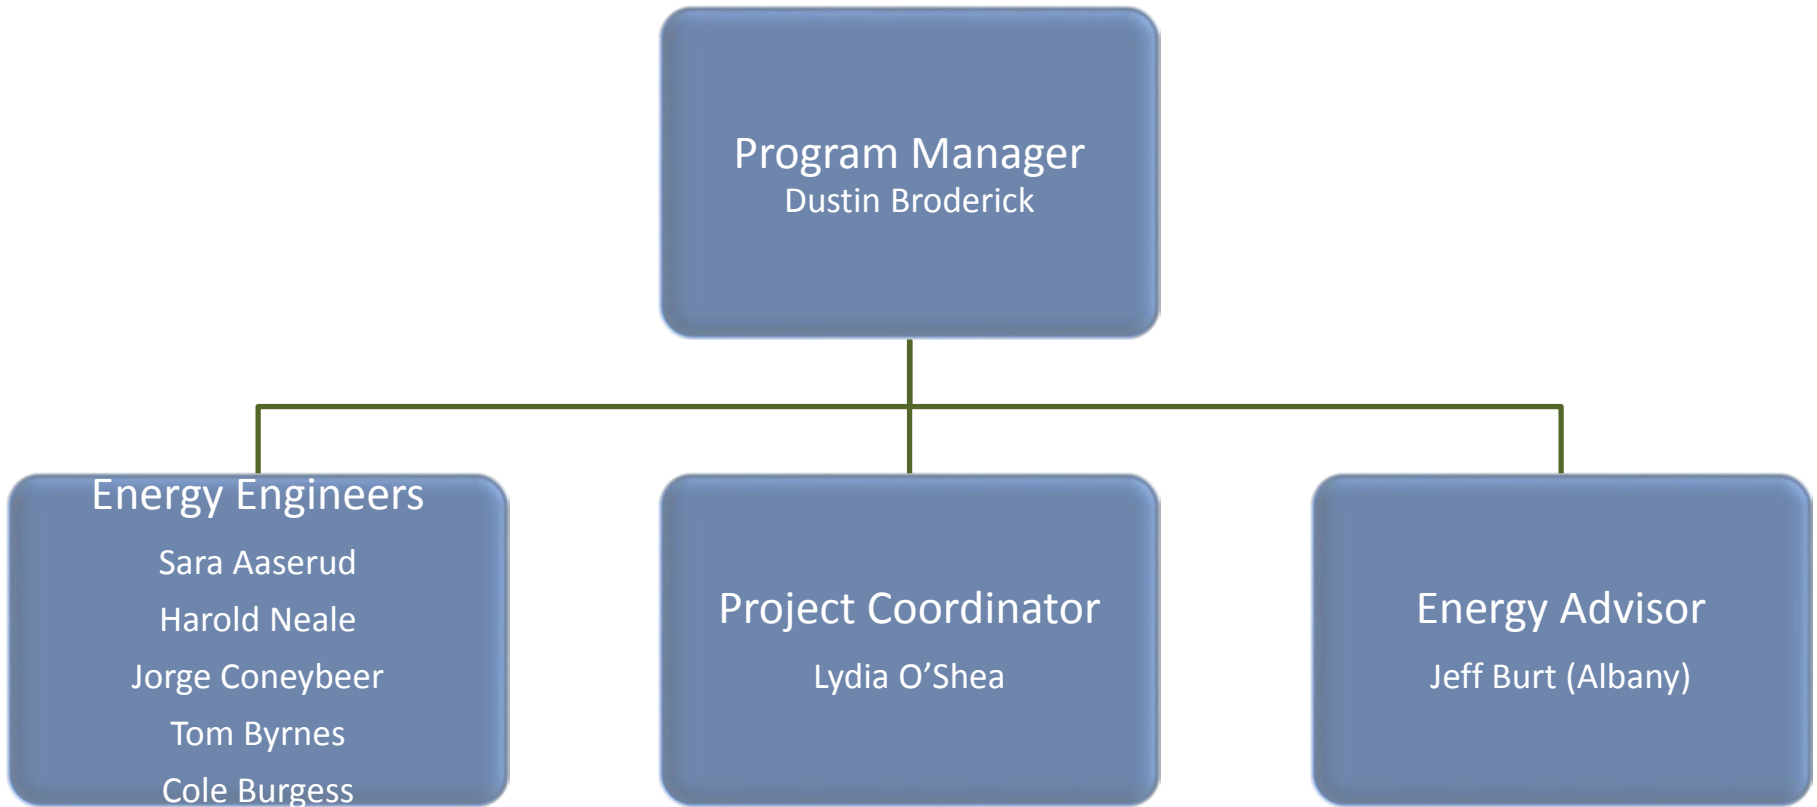 Program Manager
Dustin Broderick
Energy Engineers
Sara Aaserud
Harold Neale
Jorge Coneybeer
Tom Byrnes
Cole Burgess
Project Coordinator
Lydia O’Shea
Energy Advisor
Jeff Burt (Albany)